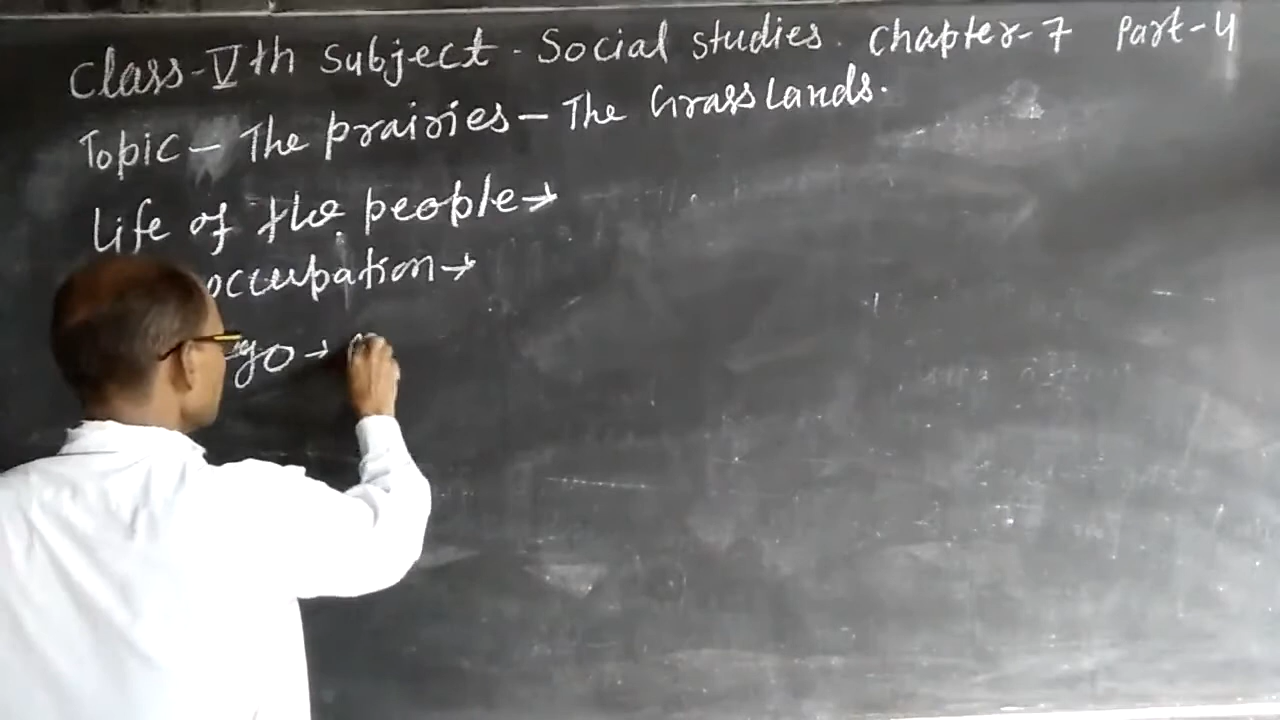 Class-Vth Subject - Social studies. Chapter-7 Part-4
Topic - The prairies - The Grass Lands.
Life of the people →
occupation →
go →